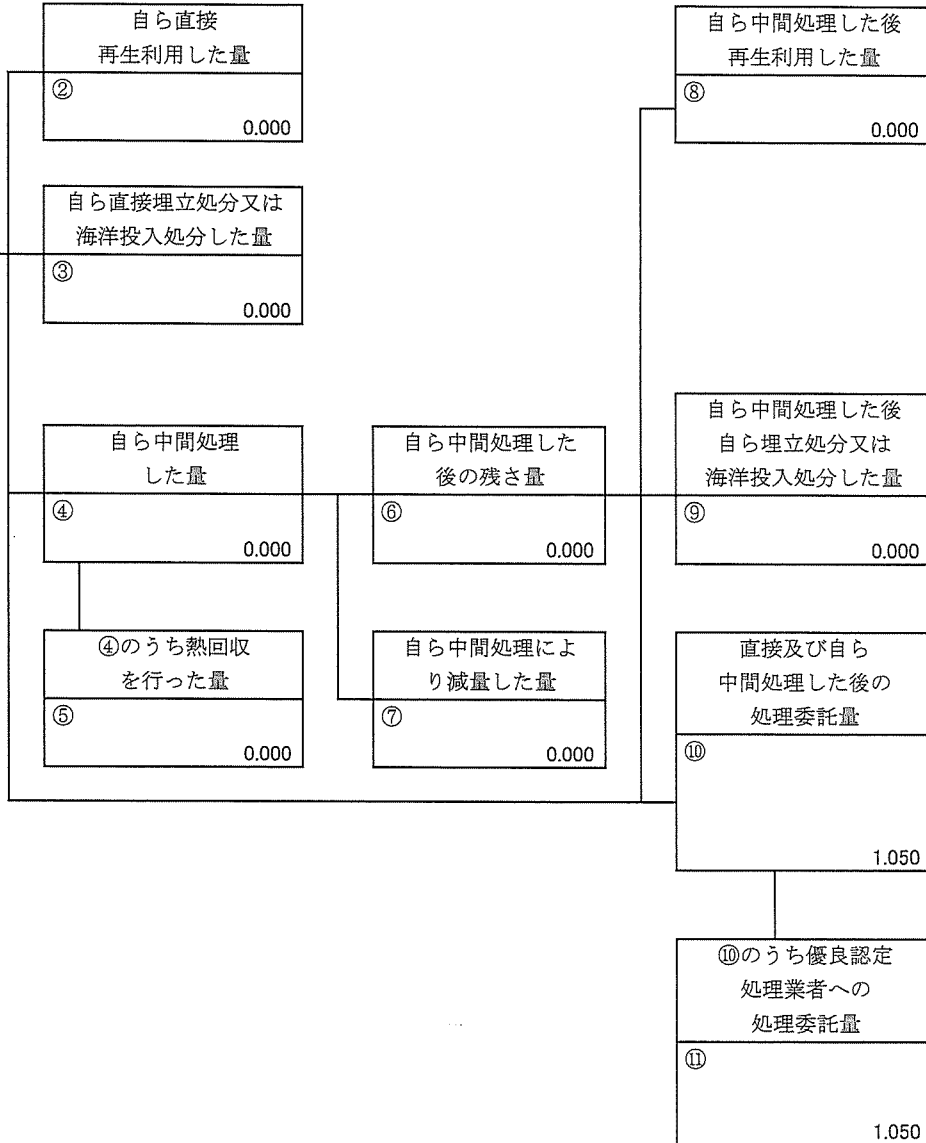 自ら直接
再生利用した量
②
0.000
自ら中間処理した後
再生利用した量
⑧
0.000
自ら直接埋立処分又は
海洋投入処分した量
③
0.000
自ら中間処理
した量
④
0.000
自ら中間処理した
後の残さ量
⑥
0.000
自ら中間処理した後
自ら埋立処分又は
海洋投入処分した量
⑨
0.000
④のうち熱回収
を行った量
⑤
0.000
自ら中間処理によ
り減量した量
⑦
0.000
直接及び自ら
中間処理した後の
処理委託量
⑩
1.050
⑩のうち優良認定
処理業者への
処理委託量
⑪
1.050